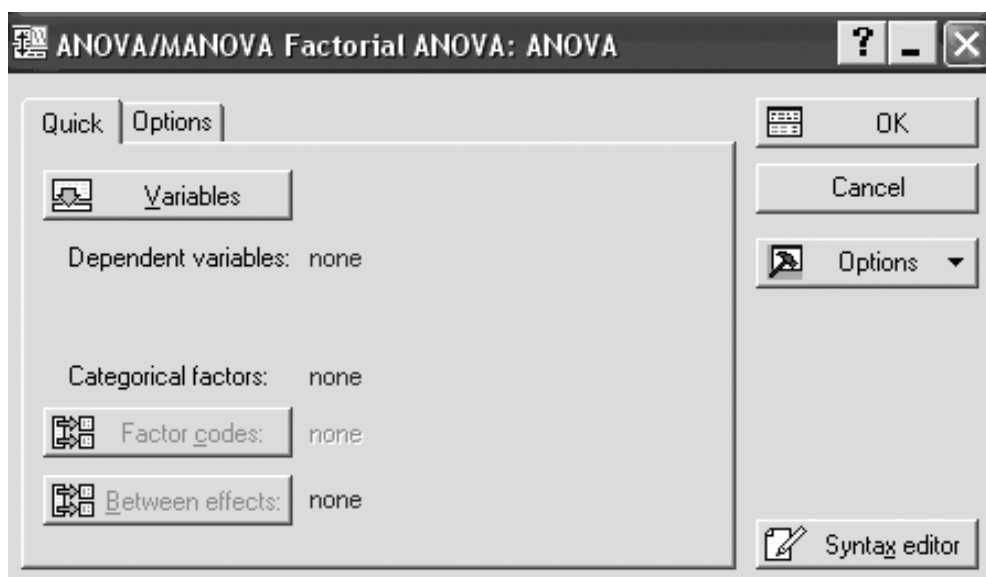 ANOVA/MANOVA Factorial ANOVA: ANOVA
Quick Options
Variables
Dependent variables: none
Categorical factors: none
Factor codes: none
Between effects: none
OK
Cancel
Options
Syntax editor